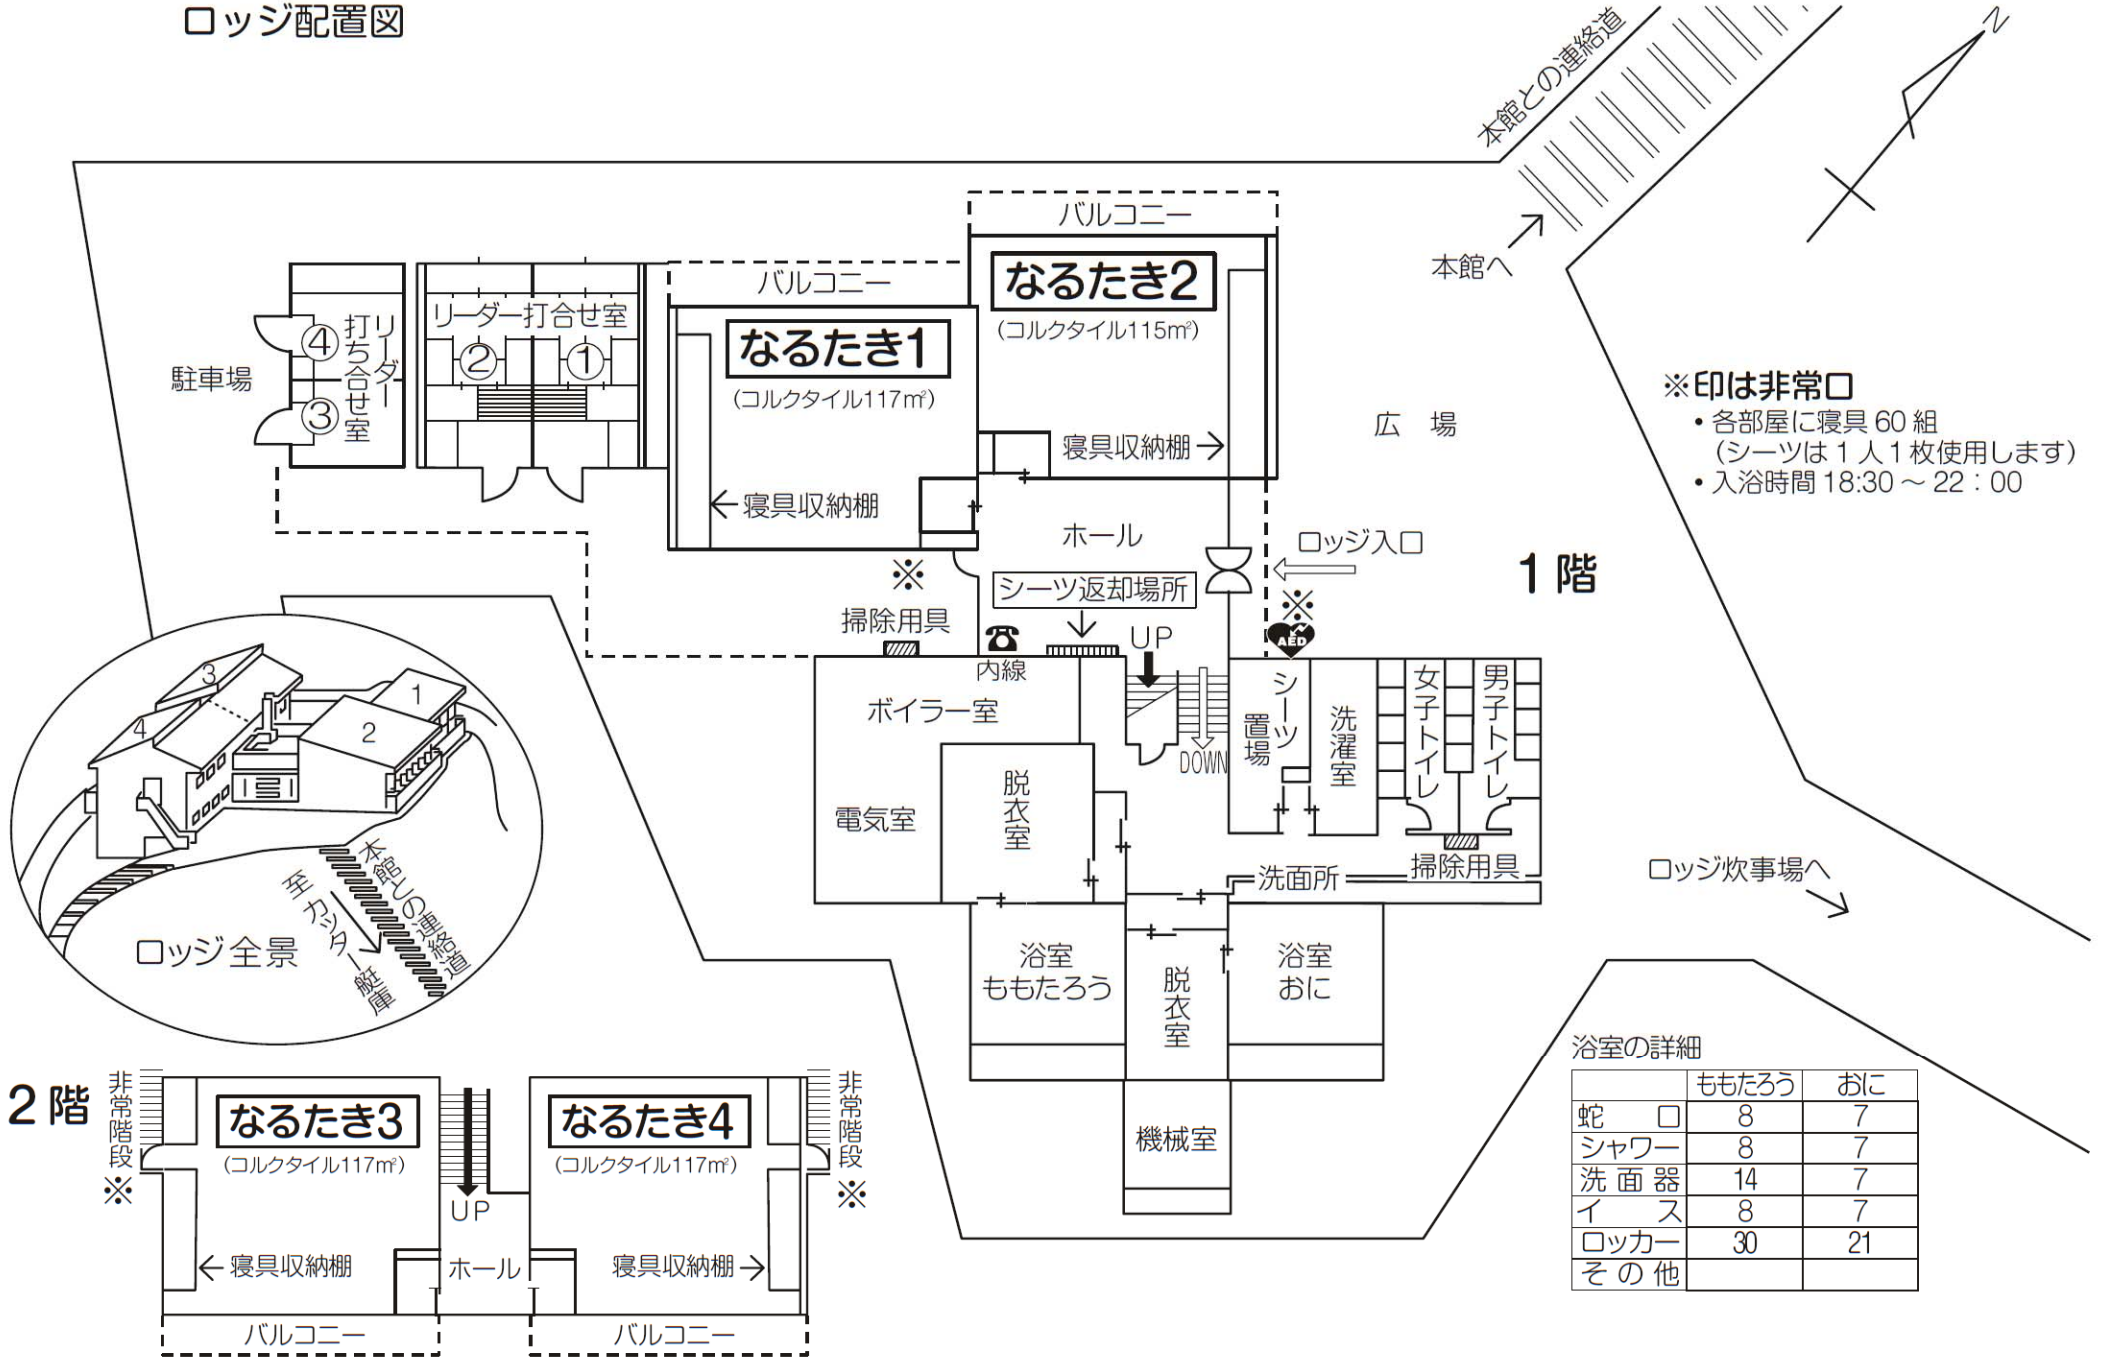 ロッジ配置図
本館との連絡道
N
本館へ
バルコニー
なるたき2
(コルクタイル115㎡)
寝具収納棚
バルコニー
なるたき1
(コルクタイル117㎡)
寝具収納棚
リーダー打合せ室
② ①
リーダー
打ち合せ室
④
③
駐車場
広場
※印は非常口
・各部屋に寝具60組
(シーツは1人1枚使用します)
・入浴時間18:30～22:00
1階
ホール
ロッジ入口
シーツ返却場所
※
※
掃除用具
内線
UP
DOWN
AED
ボイラー室
電気室
脱衣室
シーツ
置場
洗濯室
女子トイレ
男子トイレ
洗面所
掃除用具
浴室
ももたろう
脱衣室
浴室
おに
機械室
ロッジ炊事場へ
3
4
1
2
ロッジ全景
本館との連絡道
至カッター艇庫
2階
非常階段
※
なるたき3
(コルクタイル117㎡)
寝具収納棚
バルコニー
UP
ホール
なるたき4
(コルクタイル117㎡)
寝具収納棚
バルコニー
非常階段
※
浴室の詳細
ももたろう おに
蛇口 8 7
シャワー 8 7
洗面器 14 7
イス 8 7
ロッカー 30 21
その他